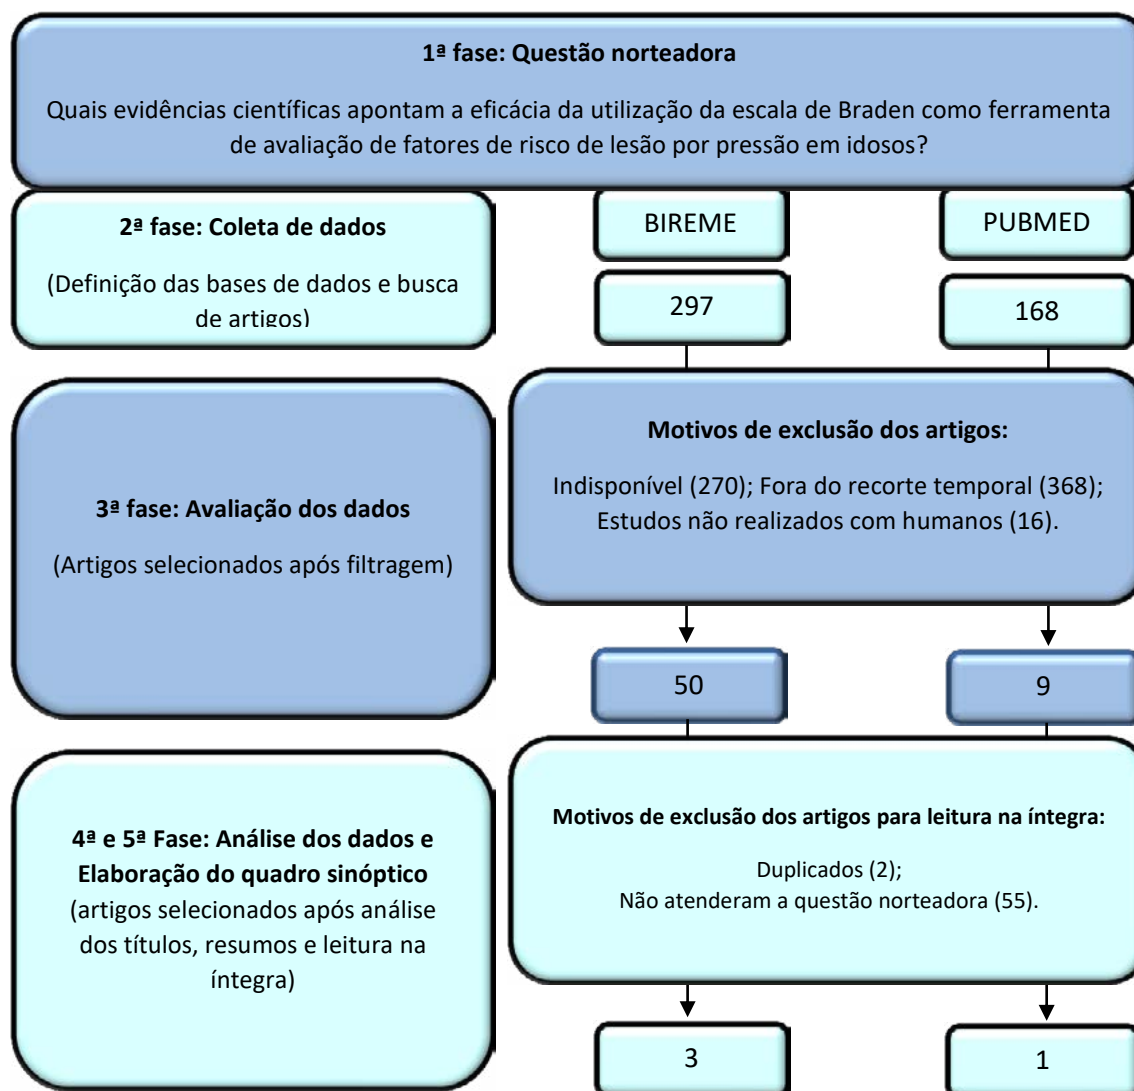 1ª fase: Questão norteadora
Quais evidências científicas apontam a eficácia da utilização da escala de Braden como ferramenta
de avaliação de fatores de risco de lesão por pressão em idosos?
2ª fase: Coleta de dados
(Definição das bases de dados e busca
de artigos)
BIREME
PUBMED
297
168
3ª fase: Avaliação dos dados
(Artigos selecionados após filtragem)
Motivos de exclusão dos artigos:
Indisponível (270); Fora do recorte temporal (368);
Estudos não realizados com humanos (16).
50
9
4ª e 5ª Fase: Análise dos dados e
Elaboração do quadro sinóptico
(artigos selecionados após análise
dos títulos, resumos e leitura na
íntegra)
Motivos de exclusão dos artigos para leitura na íntegra:
Duplicados (2);
Não atenderam a questão norteadora (55).
3
1